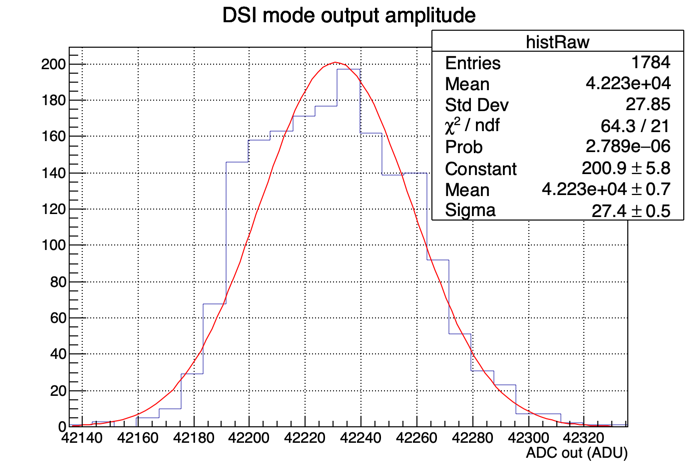 DSI mode output amplitude
histRaw
Entries 1784
Mean 4.223e+04
Std Dev 27.85
χ² / ndf 64.3 / 21
Prob 2.789e−06
Constant 200.9 ± 5.8
Mean 4.223e+04 ± 0.7
Sigma 27.4 ± 0.5
200
180
160
140
120
100
80
60
40
20
0
42140 42160 42180 42200 42220 42240 42260 42280 42300 42320
ADC out (ADU)